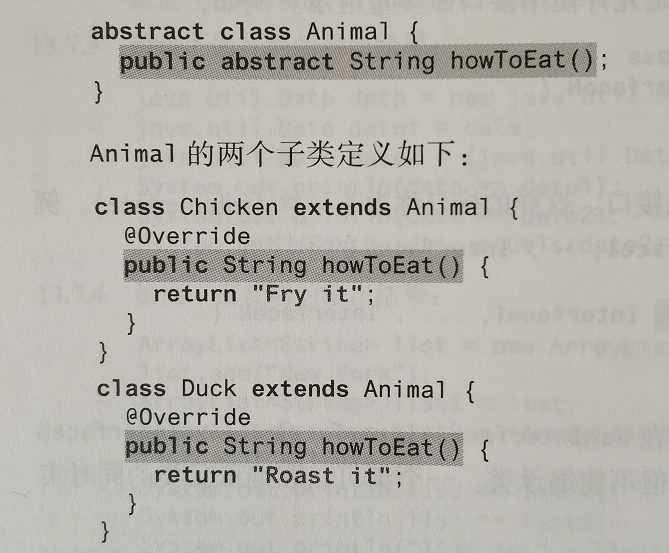 abstract class Animal {
public abstract String howToEat();
}
Animal 的两个子类定义如下：
class Chicken extends Animal {
@Override
public String howToEat() {
return "Fry it";
}
}
class Duck extends Animal {
@Override
public String howToEat() {
return "Roast it";
}
}